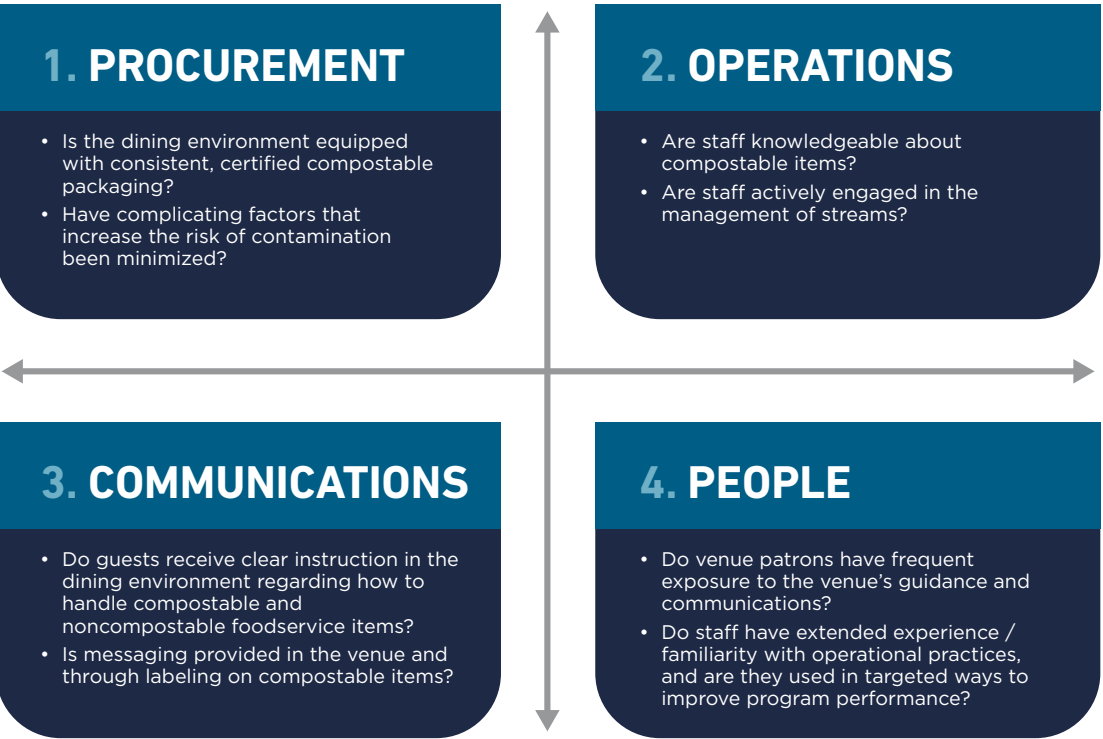 1. PROCUREMENT
• Is the dining environment equipped
with consistent, certified compostable
packaging?
• Have complicating factors that
increase the risk of contamination
been minimized?
2. OPERATIONS
• Are staff knowledgeable about
compostable items?
• Are staff actively engaged in the
management of streams?
3. COMMUNICATIONS
• Do guests receive clear instruction in the
dining environment regarding how to
handle compostable and
noncompostable foodservice items?
• Is messaging provided in the venue and
through labeling on compostable items?
4. PEOPLE
• Do venue patrons have frequent
exposure to the venue’s guidance and
communications?
• Do staff have extended experience /
familiarity with operational practices,
and are they used in targeted ways to
improve program performance?